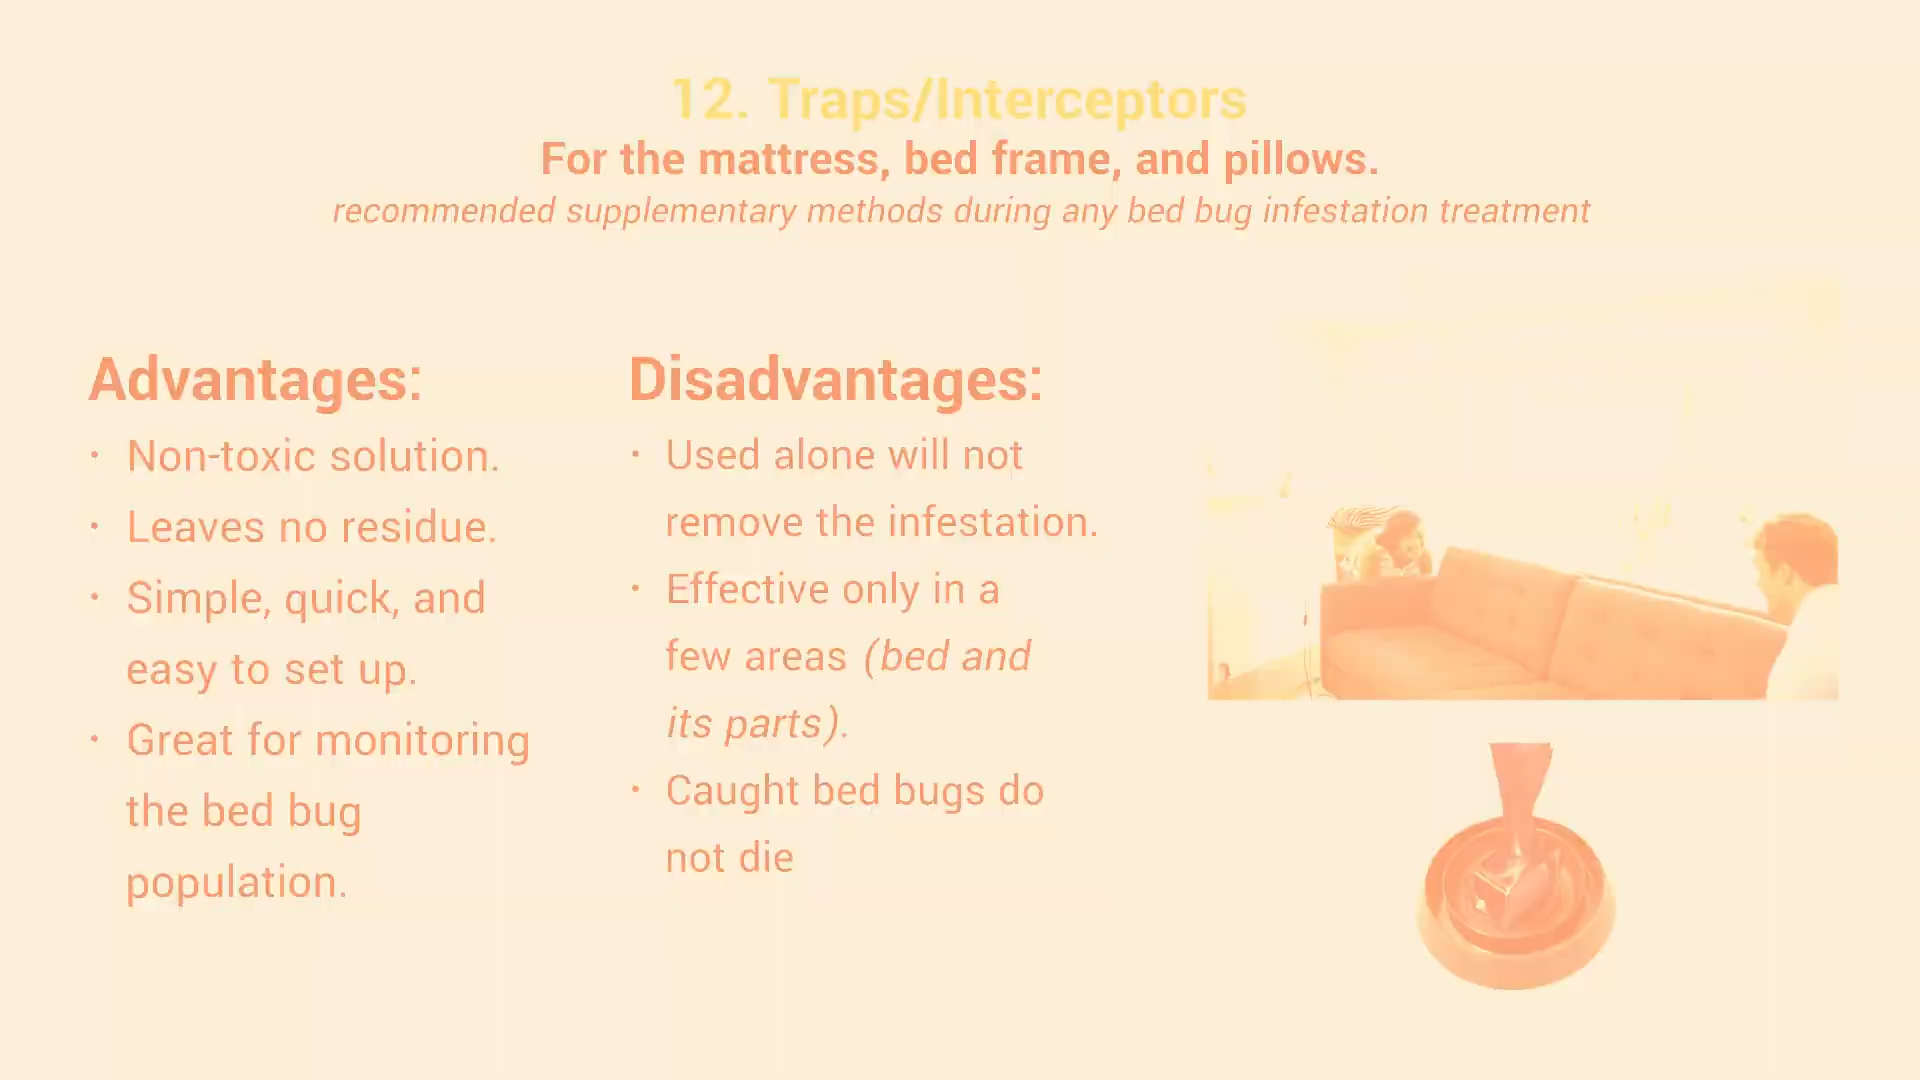 12. Traps/Interceptors
For the mattress, bed frame, and pillows.
recommended supplementary methods during any bed bug infestation treatment
Advantages:
· Non-toxic solution.
· Leaves no residue.
· Simple, quick, and
easy to set up.
· Great for monitoring
the bed bug
population.
Disadvantages:
· Used alone will not
remove the infestation.
· Effective only in a
few areas (bed and
its parts).
· Caught bed bugs do
not die